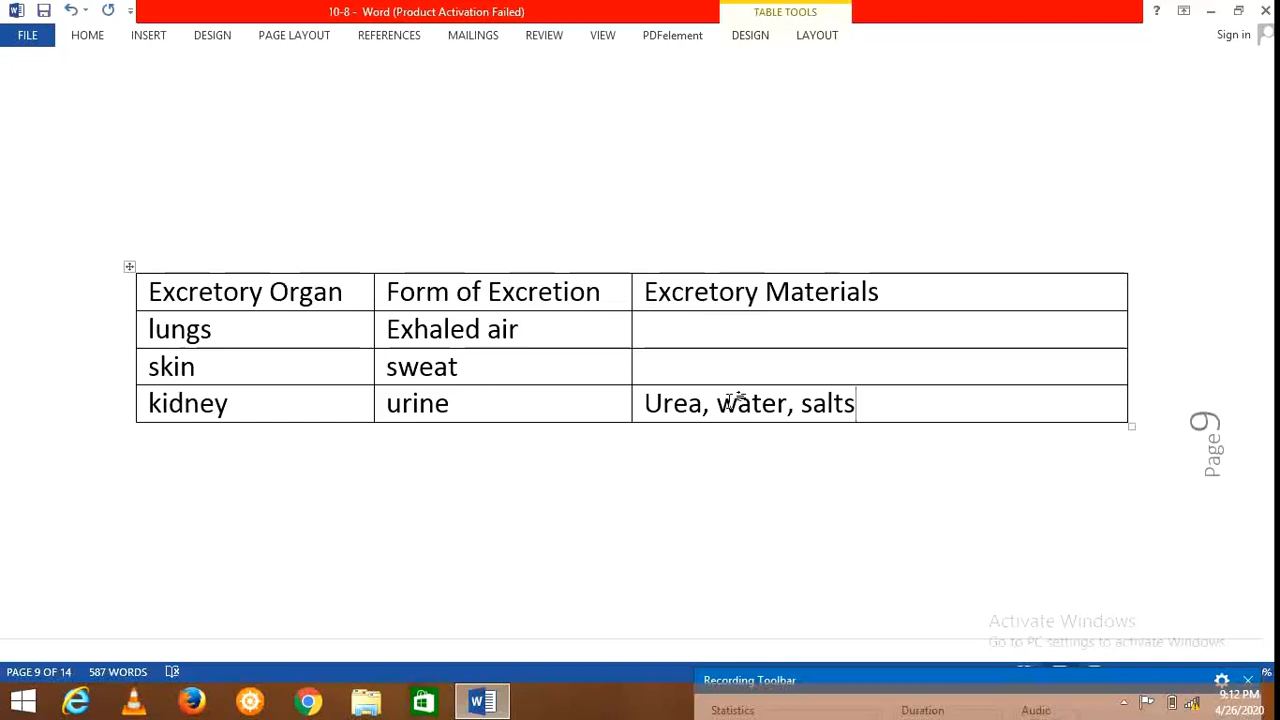 10-8 - Word (Product Activation Failed)
TABLE TOOLS
?
FILE HOME INSERT DESIGN PAGE LAYOUT REFERENCES MAILINGS REVIEW VIEW PDFelement DESIGN LAYOUT Sign in
Excretory Organ Form of Excretion Excretory Materials
lungs Exhaled air
skin sweat
kidney urine Urea, water, salts
Page 9
Activate Windows
Go to PC settings to activate Windows.
PAGE 9 OF 14 587 WORDS
Recording Toolbar
%
Statistics Duration Audio
9:12 PM
4/26/2020